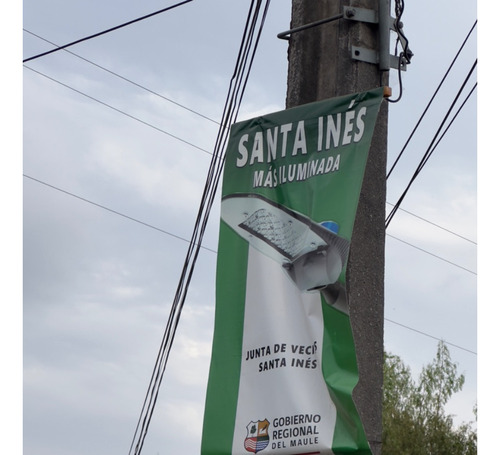 SANTA INÉS
MÁS ILUMINADA
JUNTA DE VECI
SANTA INÉS
GOBIERNO
REGIONAL
DEL MAULE